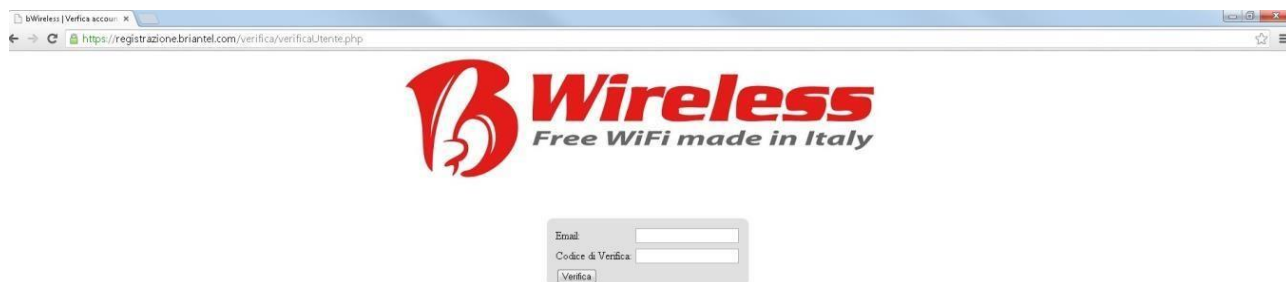 bWireless | Verfica accoun
https://registrazione.briantel.com/verifica/verificaUtente.php
B Wireless
Free WiFi made in Italy
Email:
Codice di Verifica:
Verifica